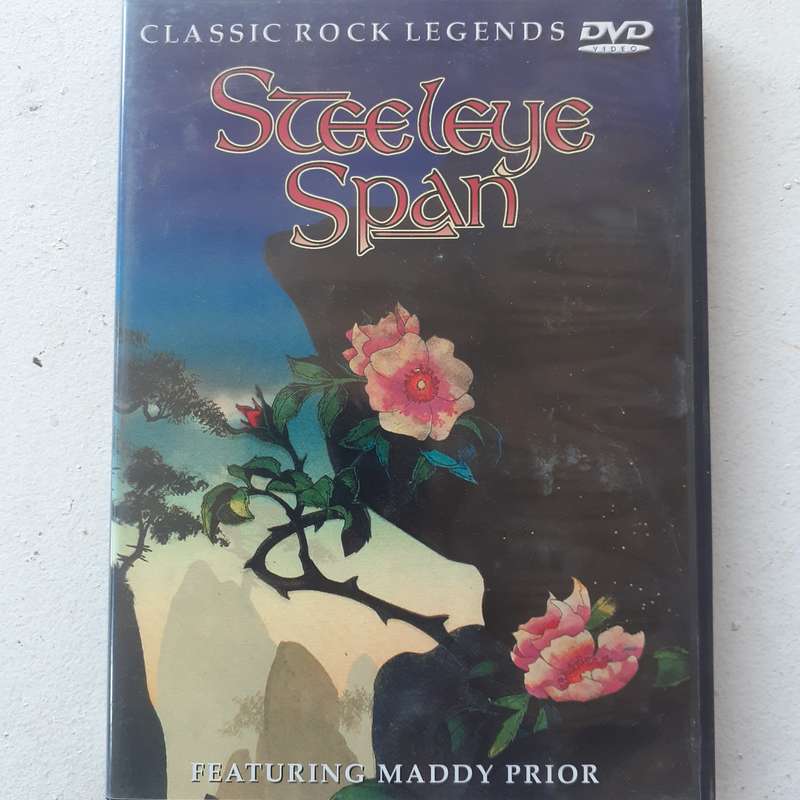 CLASSIC ROCK LEGENDS DVD
VIDEO
Steeleye
Span
FEATURING MADDY PRIOR